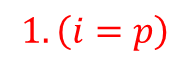 1. (i = p)